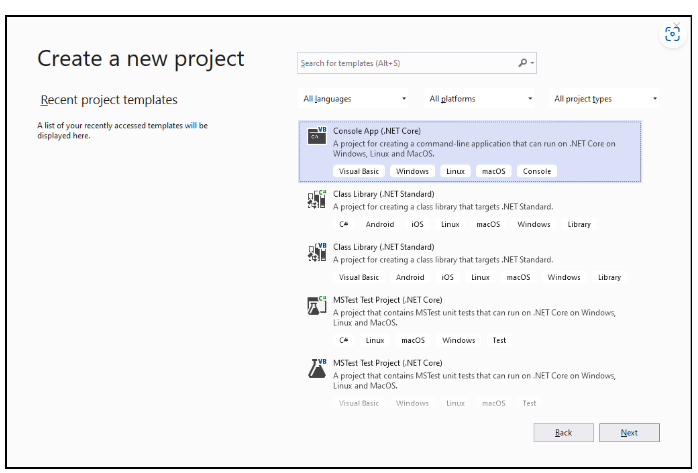 Create a new project
Search for templates (Alt+S)
Recent project templates
All languages
All platforms
All project types
A list of your recently accessed templates will be
displayed here.
VB
Console App (.NET Core)
A project for creating a command-line application that can run on .NET Core on
Windows, Linux and MacOS.
Visual Basic Windows Linux macOS Console
C#
Class Library (.NET Standard)
A project for creating a class library that targets .NET Standard.
C# Android iOS Linux macOS Windows Library
VB
Class Library (.NET Standard)
A project for creating a class library that targets .NET Standard.
Visual Basic Android iOS Linux macOS Windows Library
C#
MSTest Test Project (.NET Core)
A project that contains MSTest unit tests that can run on .NET Core on Windows,
Linux and MacOS.
C# Linux macOS Windows Test
VB
MSTest Test Project (.NET Core)
A project that contains MSTest unit tests that can run on .NET Core on Windows,
Linux and MacOS.
Visual Basic Windows Linux macOS Test
Back
Next